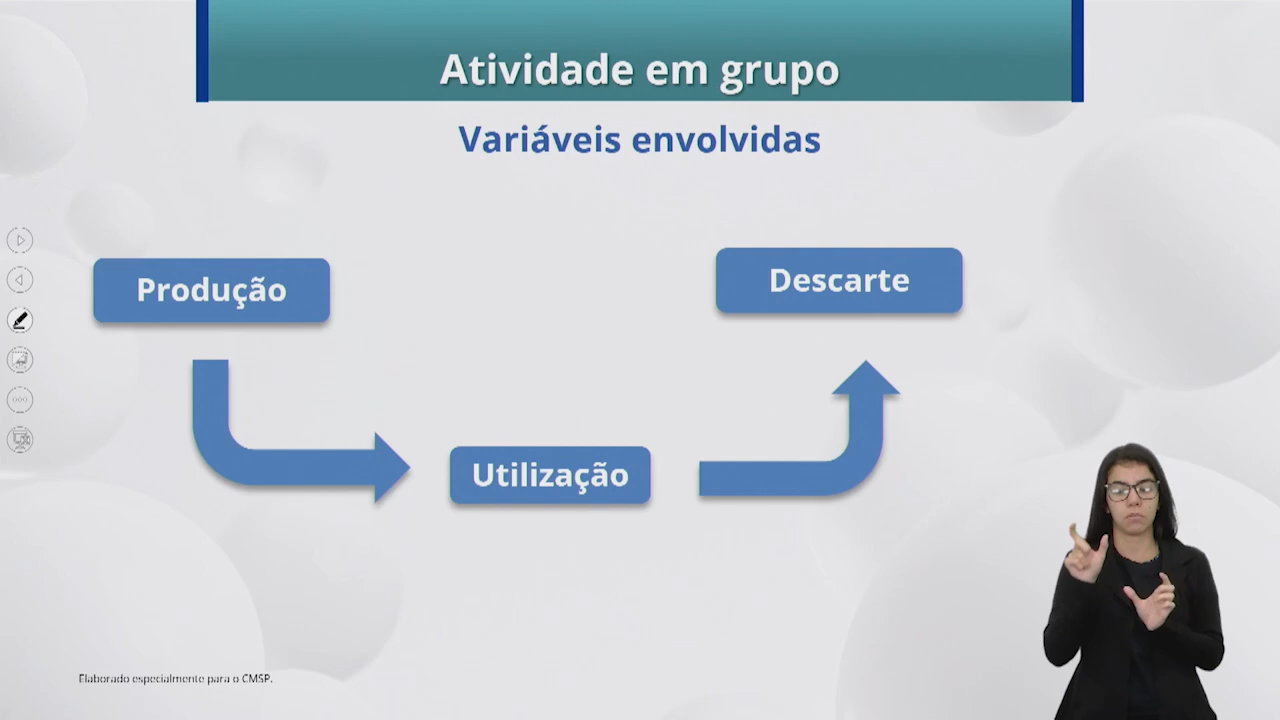 Atividade em grupo
Variáveis envolvidas
Produção
Descarte
Utilização
Elaborado especialmente para o CMSP.